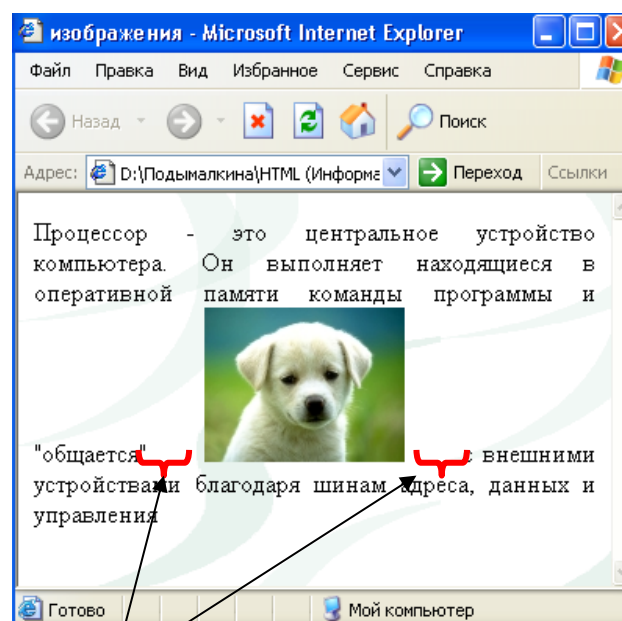 изображения - Microsoft Internet Explorer
Файл Правка Вид Избранное Сервис Справка
Назад Поиск
Адрес: D:\Подымалкина\HTML (Информа Переход Ссылки
Процессор - это центральное устройство
компьютера. Он выполняет находящиеся в
оперативной памяти команды программы и
"общается" с внешними
устройствами благодаря шинам адреса, данных и
управления
Готово Мой компьютер